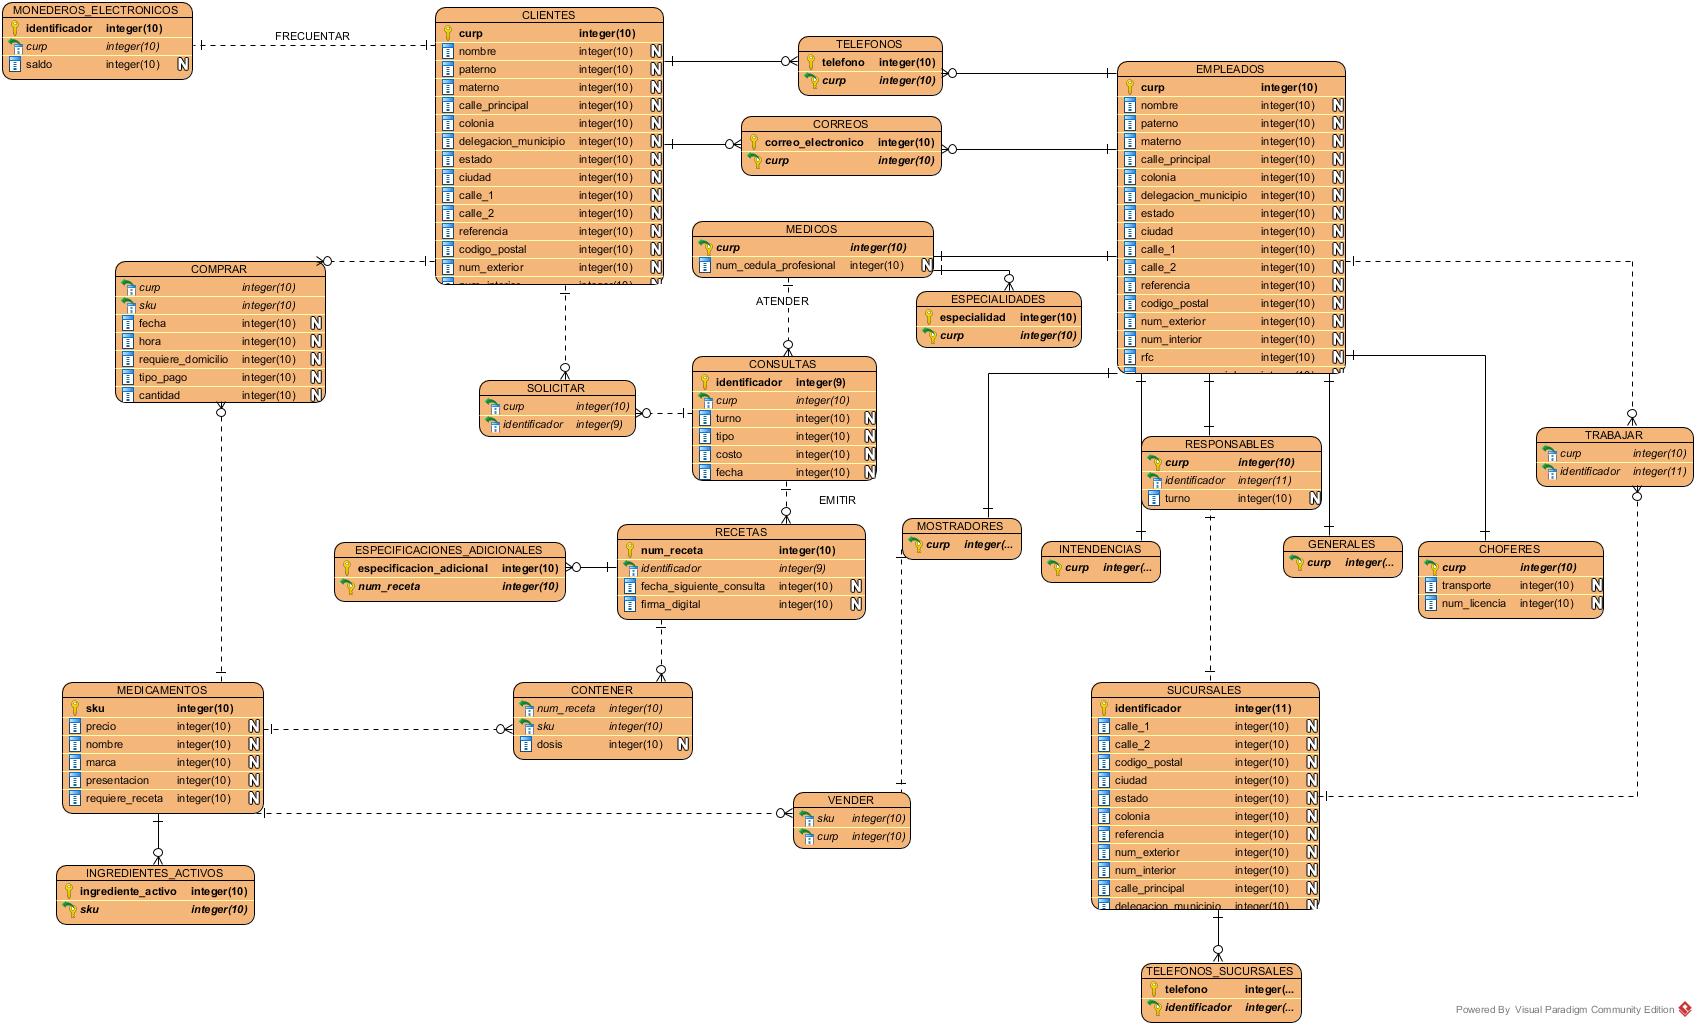 MONEDEROS_ELECTRONICOS
identificador integer(10)
curp integer(10)
saldo integer(10) N
FRECUENTAR
CLIENTES
curp integer(10)
nombre integer(10) N
paterno integer(10) N
materno integer(10) N
calle_principal integer(10) N
colonia integer(10) N
delegacion_municipio integer(10) N
estado integer(10) N
ciudad integer(10) N
calle_1 integer(10) N
calle_2 integer(10) N
referencia integer(10) N
codigo_postal integer(10) N
num_exterior integer(10) N
TELEFONOS
telefono integer(10)
curp integer(10)
CORREOS
correo_electronico integer(10)
curp integer(10)
EMPLEADOS
curp integer(10)
nombre integer(10) N
paterno integer(10) N
materno integer(10) N
calle_principal integer(10) N
colonia integer(10) N
delegacion_municipio integer(10) N
estado integer(10) N
ciudad integer(10) N
calle_1 integer(10) N
calle_2 integer(10) N
referencia integer(10) N
codigo_postal integer(10) N
num_exterior integer(10) N
num_interior integer(10) N
rfc integer(10) N
MEDICOS
curp integer(10)
num_cedula_profesional integer(10) N
ATENDER
ESPECIALIDADES
especialidad integer(10)
curp integer(10)
COMPRAR
curp integer(10)
sku integer(10)
fecha integer(10) N
hora integer(10) N
requiere_domicilio integer(10) N
tipo_pago integer(10) N
cantidad integer(10) N
SOLICITAR
curp integer(10)
identificador integer(9)
CONSULTAS
identificador integer(9)
curp integer(10)
turno integer(10) N
tipo integer(10) N
costo integer(10) N
fecha integer(10) N
EMITIR
RESPONSABLES
curp integer(10)
identificador integer(11)
turno integer(10) N
TRABAJAR
curp integer(10)
identificador integer(11)
ESPECIFICACIONES_ADICIONALES
especificacion_adicional integer(10)
num_receta integer(10)
RECETAS
num_receta integer(10)
identificador integer(9)
fecha_siguiente_consulta integer(10) N
firma_digital integer(10) N
MOSTRADORES
curp integer(...
INTENDENCIAS
curp integer(...
GENERALES
curp integer(...
CHOFERES
curp integer(10)
transporte integer(10) N
num_licencia integer(10) N
MEDICAMENTOS
sku integer(10)
precio integer(10) N
nombre integer(10) N
marca integer(10) N
presentacion integer(10) N
requiere_receta integer(10) N
CONTENER
num_receta integer(10)
sku integer(10)
dosis integer(10) N
VENDER
sku integer(10)
curp integer(10)
SUCURSALES
identificador integer(11)
calle_1 integer(10) N
calle_2 integer(10) N
codigo_postal integer(10) N
ciudad integer(10) N
estado integer(10) N
colonia integer(10) N
referencia integer(10) N
num_exterior integer(10) N
num_interior integer(10) N
calle_principal integer(10) N
delegacion_municipio integer(10) N
INGREDIENTES_ACTIVOS
ingrediente_activo integer(10)
sku integer(10)
TELEFONOS_SUCURSALES
telefono integer(...
identificador integer(...
Powered By Visual Paradigm Community Edition